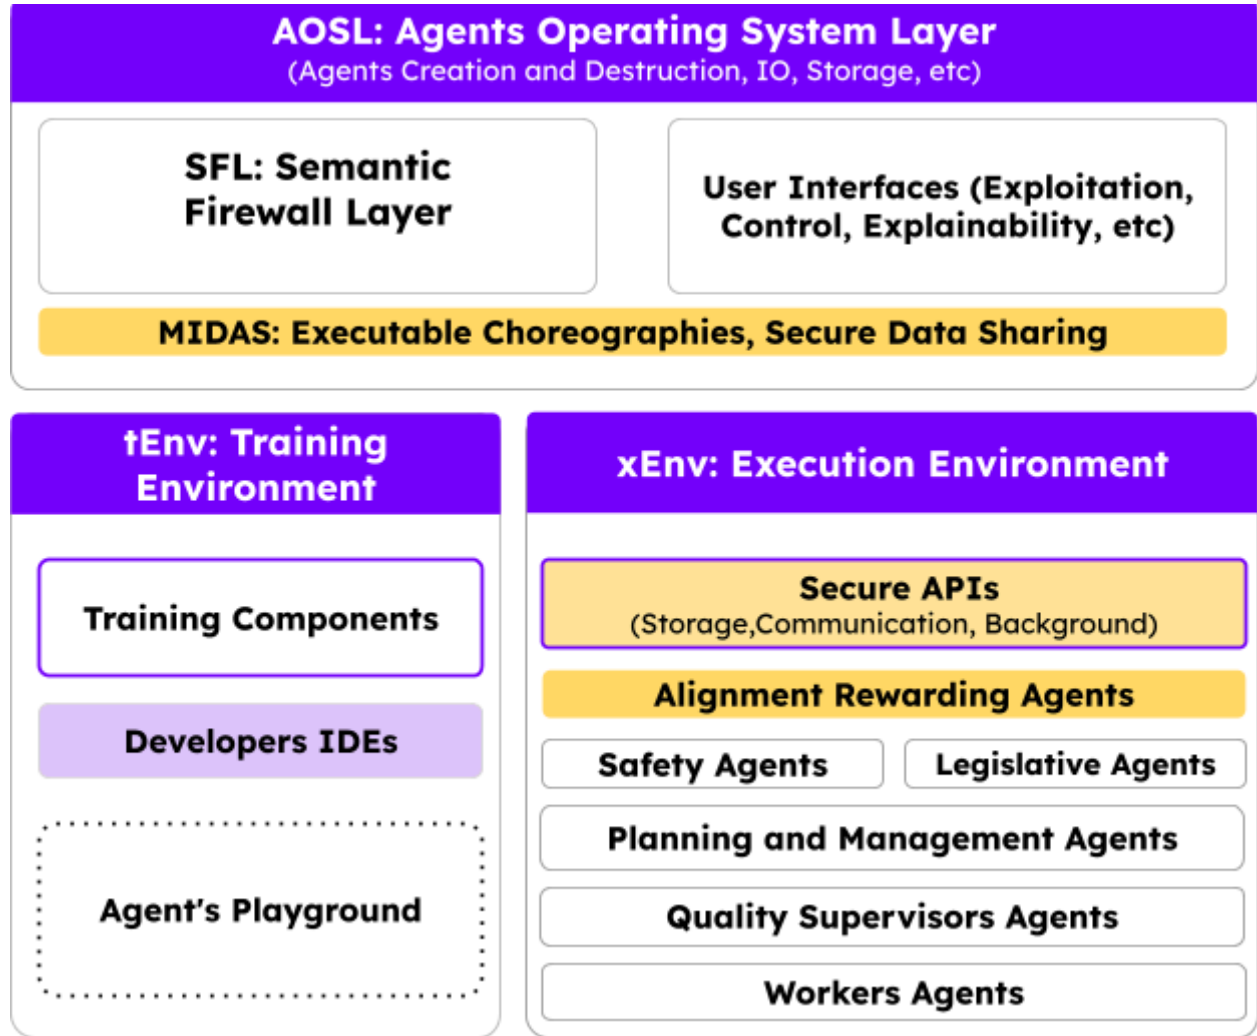 AOSL: Agents Operating System Layer
(Agents Creation and Destruction, IO, Storage, etc)
SFL: Semantic
Firewall Layer
User Interfaces (Exploitation,
Control, Explainability, etc)
MIDAS: Executable Choreographies, Secure Data Sharing
tEnv: Training
Environment
Training Components
Developers IDEs
Agent's Playground
xEnv: Execution Environment
Secure APIs
(Storage,Communication, Background)
Alignment Rewarding Agents
Safety Agents
Legislative Agents
Planning and Management Agents
Quality Supervisors Agents
Workers Agents